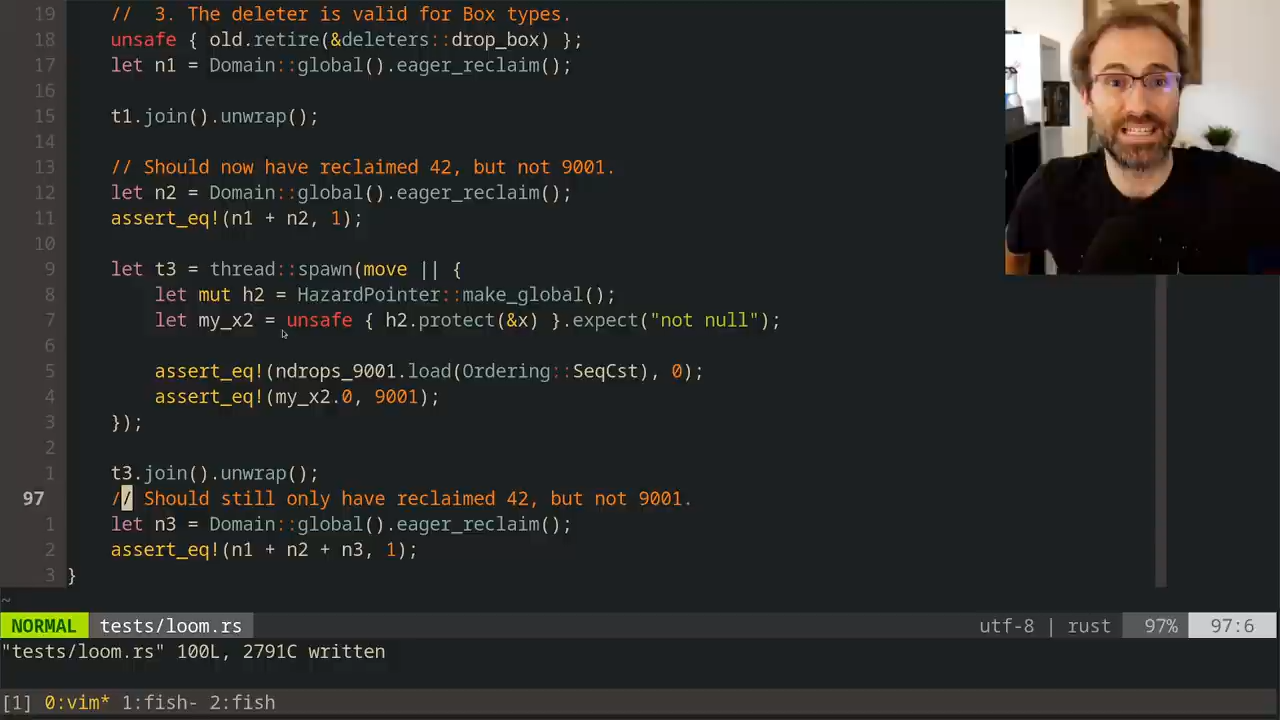 19 //  3. The deleter is valid for Box types.
18 unsafe { old.retire(&deleters::drop_box) };
17 let n1 = Domain::global().eager_reclaim();
16
15 t1.join().unwrap();
14
13 // Should now have reclaimed 42, but not 9001.
12 let n2 = Domain::global().eager_reclaim();
11 assert_eq!(n1 + n2, 1);
10
9 let t3 = thread::spawn(move || {
8 let mut h2 = HazardPointer::make_global();
7 let my_x2 = unsafe { h2.protect(&x) }.expect("not null");
6
5 assert_eq!(ndrops_9001.load(Ordering::SeqCst), 0);
4 assert_eq!(my_x2.0, 9001);
3 });
2
1 t3.join().unwrap();
97 // Should still only have reclaimed 42, but not 9001.
1 let n3 = Domain::global().eager_reclaim();
2 assert_eq!(n1 + n2 + n3, 1);
3 }
~
NORMAL tests/loom.rs utf-8 | rust 97% 97:6
"tests/loom.rs" 100L, 2791C written
[1] 0:vim* 1:fish- 2:fish